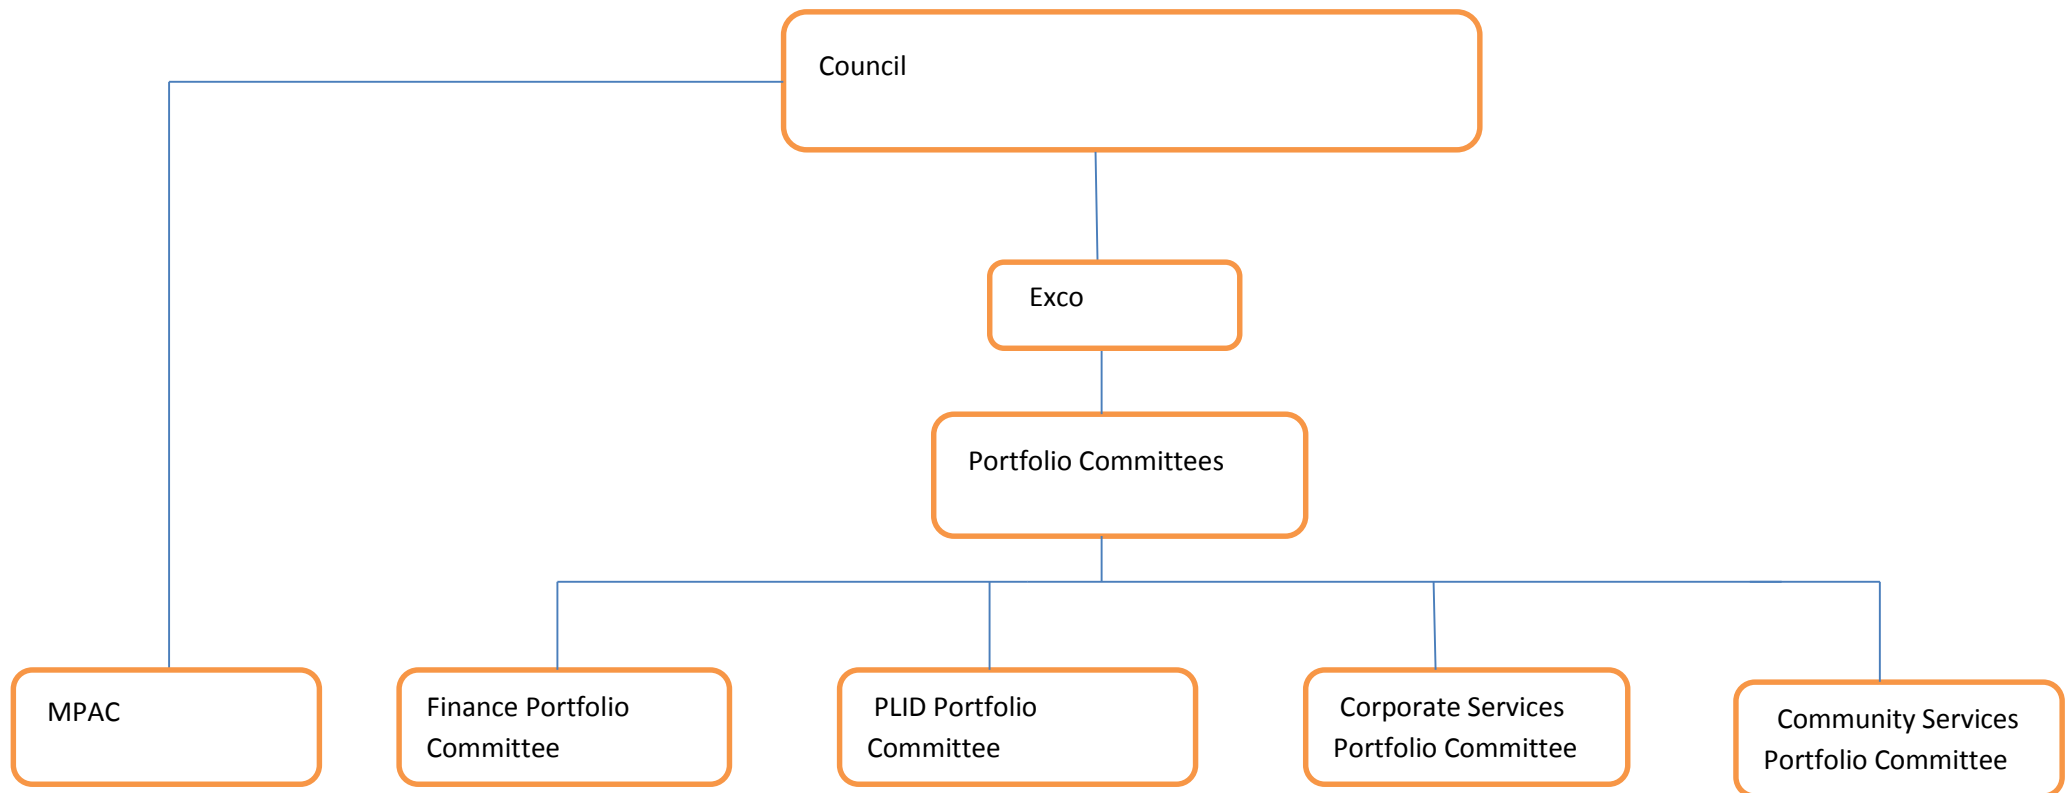 Council
Exco
Portfolio Committees
MPAC
Finance Portfolio
Committee
PLID Portfolio
Committee
Corporate Services
Portfolio Committee
Community Services
Portfolio Committee